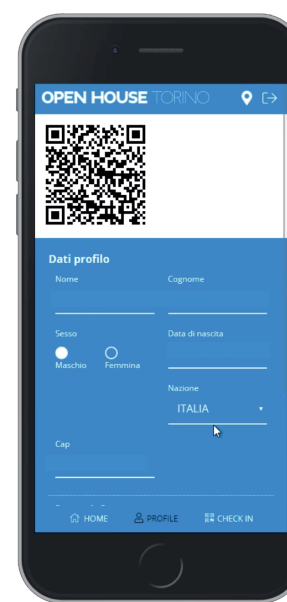 OPEN HOUSE TORINO
Dati profilo
Nome Cognome
Sesso Data di nascita
Maschio Femmina
Nazione
ITALIA
Cap
HOME PROFILE CHECK IN